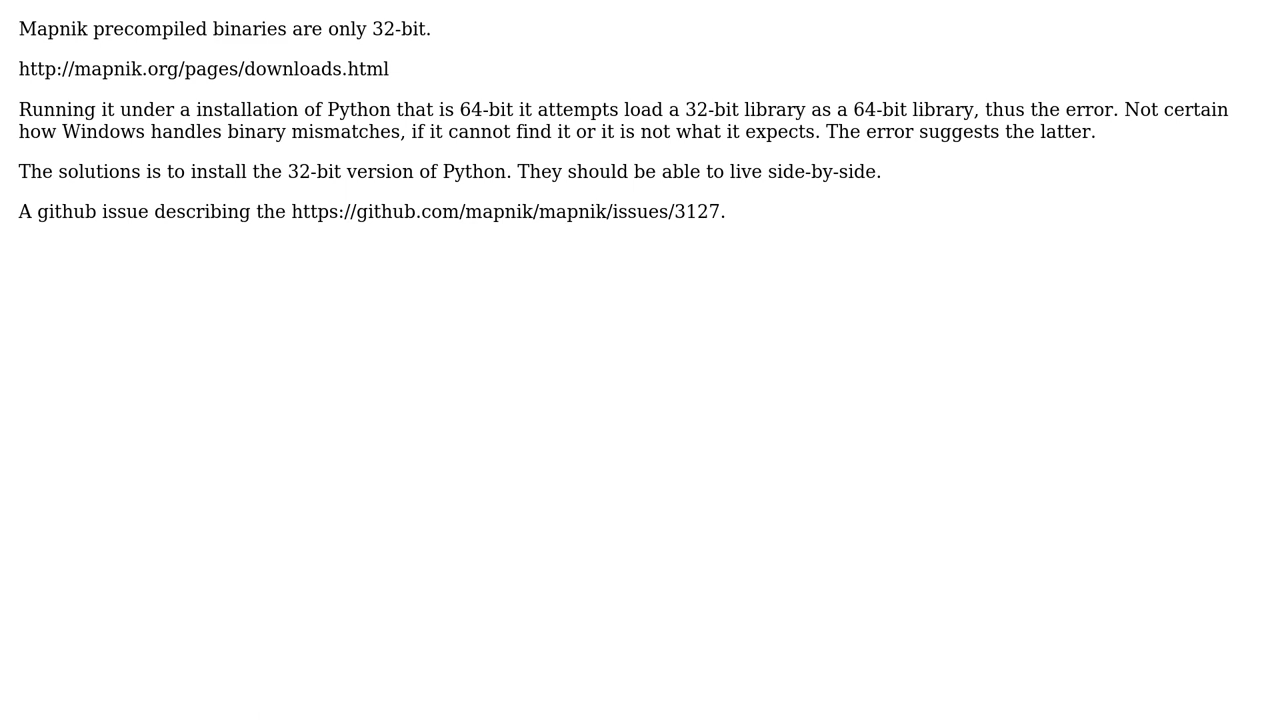 Mapnik precompiled binaries are only 32-bit.
http://mapnik.org/pages/downloads.html
Running it under a installation of Python that is 64-bit it attempts load a 32-bit library as a 64-bit library, thus the error. Not certain
how Windows handles binary mismatches, if it cannot find it or it is not what it expects. The error suggests the latter.
The solutions is to install the 32-bit version of Python. They should be able to live side-by-side.
A github issue describing the https://github.com/mapnik/mapnik/issues/3127.